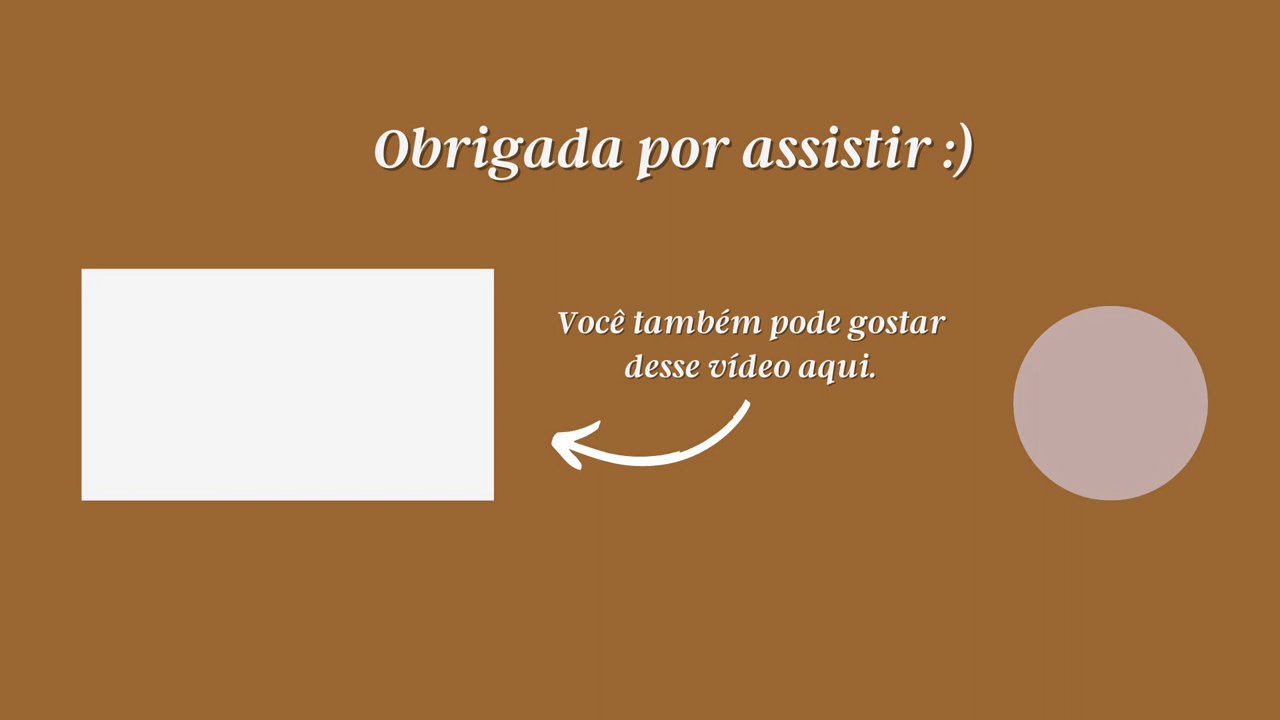 Obrigada por assistir :)
Você também pode gostar
desse vídeo aqui.